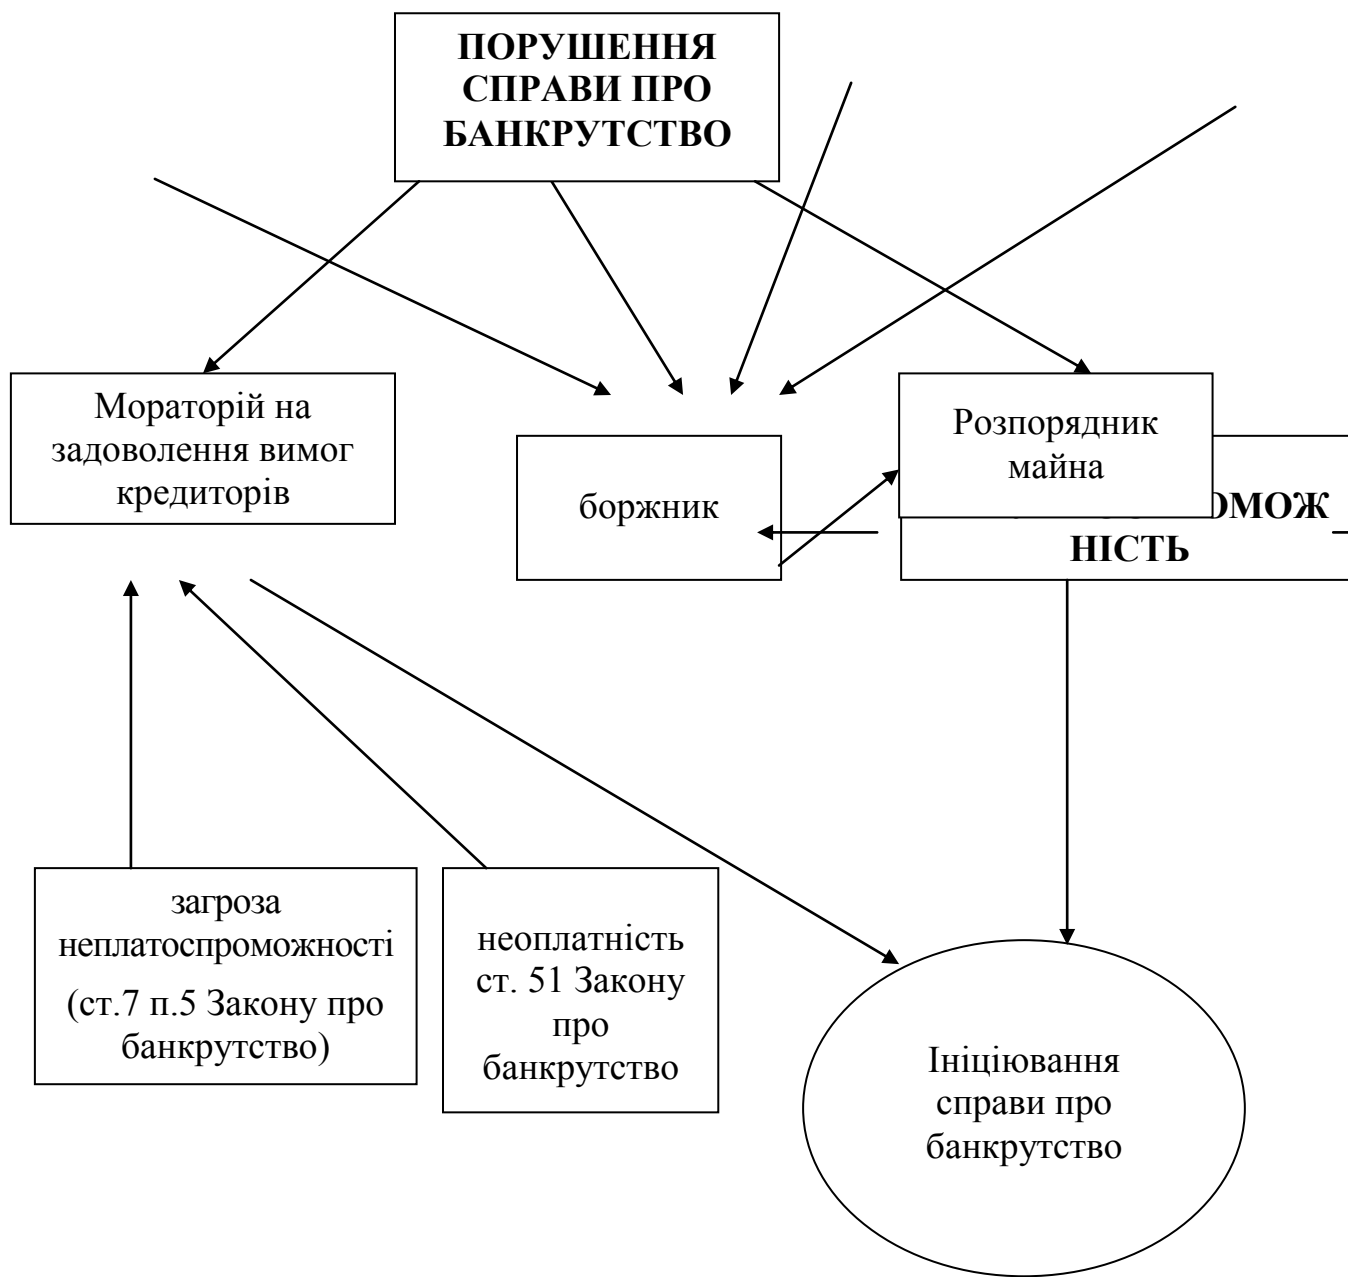 ПОРУШЕННЯ
СПРАВИ ПРО
БАНКРУТСТВО
Мораторій на
задоволення вимог
кредиторів
боржник
Розпорядник
майна
НІСТЬ
загроза
неплатоспроможності
(ст.7 п.5 Закону про
банкрутство)
неоплатність
ст. 51 Закону
про
банкрутство
Ініціювання
справи про
банкрутство